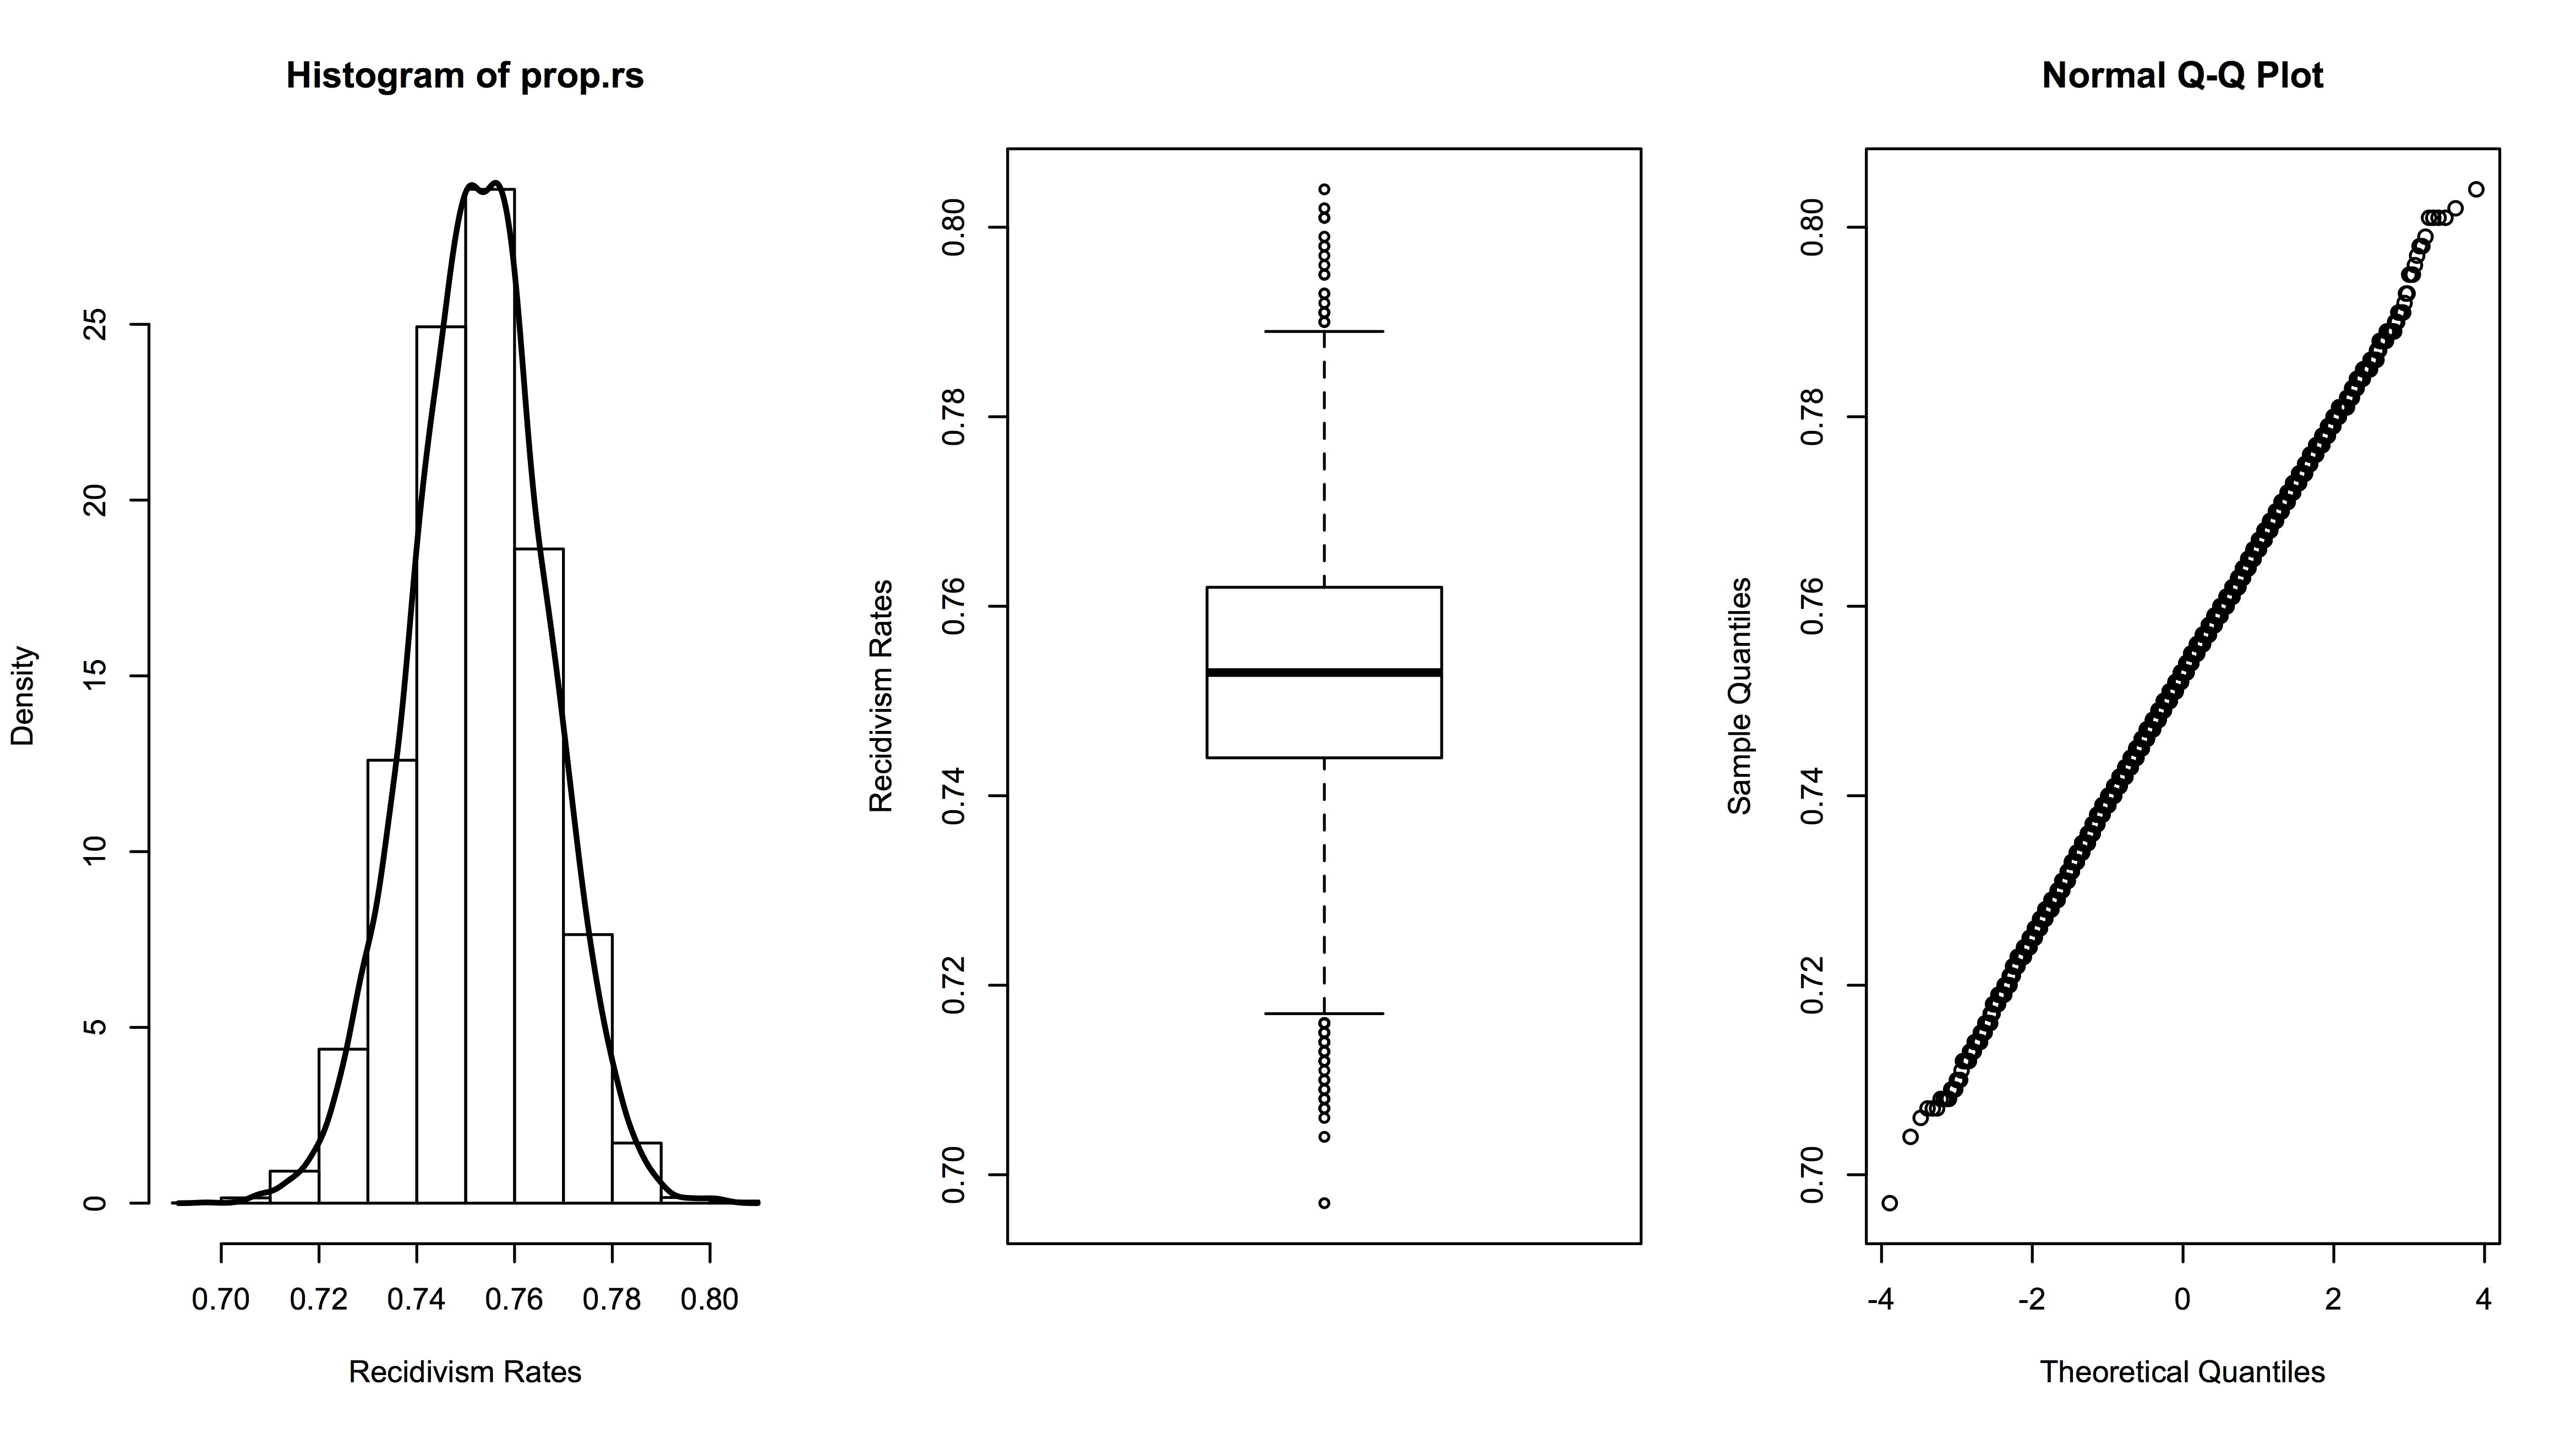 Histogram of prop.rs
Density
0 5 10 15 20 25
0.70 0.72 0.74 0.76 0.78 0.80
Recidivism Rates
Recidivism Rates
0.70 0.72 0.74 0.76 0.78 0.80
Normal Q-Q Plot
Sample Quantiles
0.70 0.72 0.74 0.76 0.78 0.80
-4 -2 0 2 4
Theoretical Quantiles